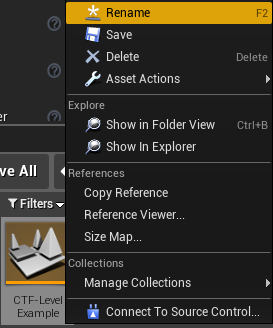 Rename F2
Save
Delete Delete
Asset Actions
Explore
Show in Folder View Ctrl+B
Show In Explorer
References
Copy Reference
Reference Viewer...
Size Map...
Collections
Manage Collections
Connect To Source Control...
er
ve All
Filters
CTF-Level
Example